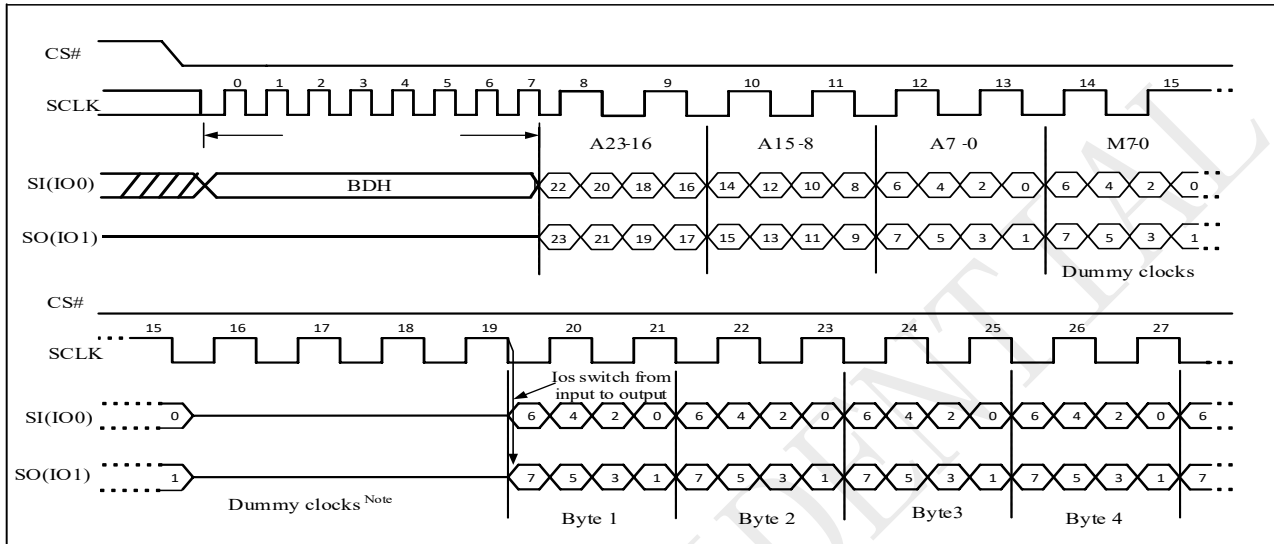 CS#
0 1 2 3 4 5 6 7 8 9 10 11 12 13 14 15
SCLK
A23-16 A15-8 A7-0 M7-0
SI(IO0) BDH 22 20 18 16 14 12 10 8 6 4 2 0 6 4 2 0
SO(IO1) 23 21 19 17 15 13 11 9 7 5 3 1 7 5 3 1
Dummy clocks
CS#
15 16 17 18 19 20 21 22 23 24 25 26 27
SCLK
Ios switch from
input to output
SI(IO0) 0 6 4 2 0 6 4 2 0 6 4 2 0 6 4 2 0 6
SO(IO1) 1 7 5 3 1 7 5 3 1 7 5 3 1 7 5 3 1 7
Dummy clocks Note
Byte 1 Byte 2 Byte3 Byte 4